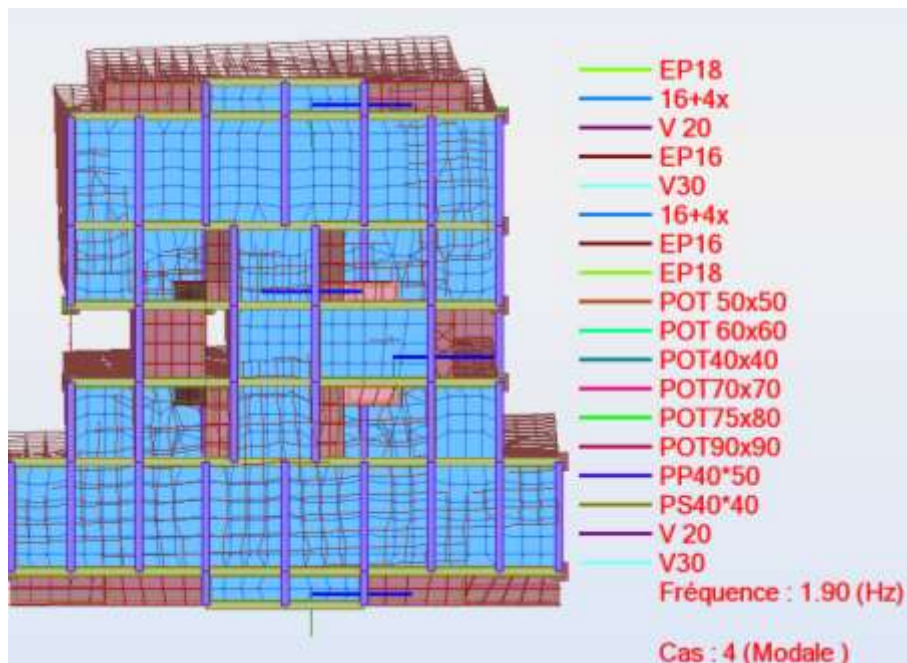 EP18
16+4x
V 20
EP16
V30
16+4x
EP16
EP18
POT 50x50
POT 60x60
POT40x40
POT70x70
POT75x80
POT90x90
PP40*50
PS40*40
V 20
V30
Fréquence : 1.90 (Hz)
Cas : 4 (Modale )